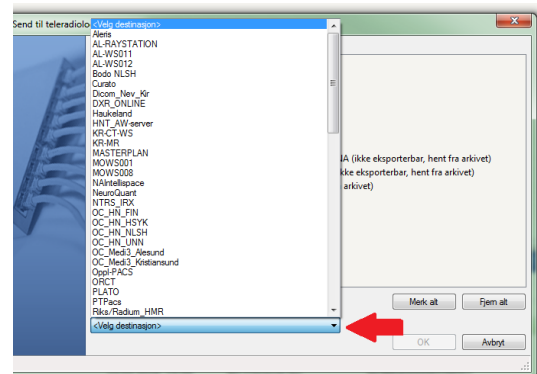 Send til teleradiolo
<Velg destinasjon>
Aleris
AL-RAYSTATION
AL-WS011
AL-WS012
Bodo NLSH
Curato
Dicom_Nev_Kir
DXR_ONLINE
Haukeland
HNT_AW-server
KR-CT-WS
KR-MR
MASTERPLAN
MOWS001
MOWS008
NAIntellispace
NeuroQuant
NTRS_IRX
OC_HN_FIN
OC_HN_HSYK
OC_HN_NLSH
OC_HN_UNN
OC_Medi3_Alesund
OC_Medi3_Kristiansund
Oppl-PACS
ORCT
PLATO
PTPacs
Riks/Radium_HMR
<Velg destinasjon>
IA (ikke eksporterbar, hent fra arkivet)
kke eksporterbar, hent fra arkivet)
arkivet)
Merk alt
Fjern alt
OK
Avbryt